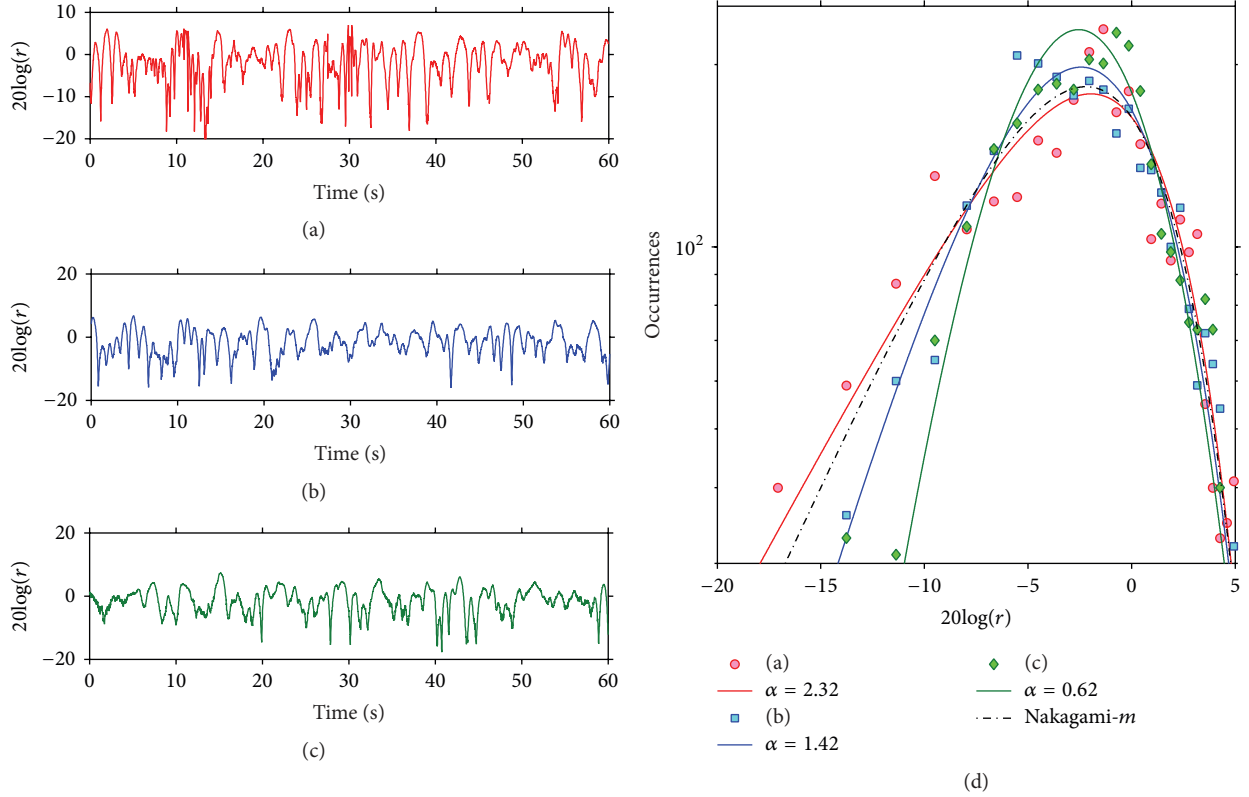 10
0
−10
−20
20log(r)
0 10 20 30 40 50 60
Time (s)
(a)
20
0
−20
20log(r)
0 10 20 30 40 50 60
Time (s)
(b)
20
0
−20
20log(r)
0 10 20 30 40 50 60
Time (s)
(c)
Occurrences
10²
−20 −15 −10 −5 0 5
20log(r)
(a)
α = 2.32
(b)
α = 1.42
(c)
α = 0.62
Nakagami-m
(d)